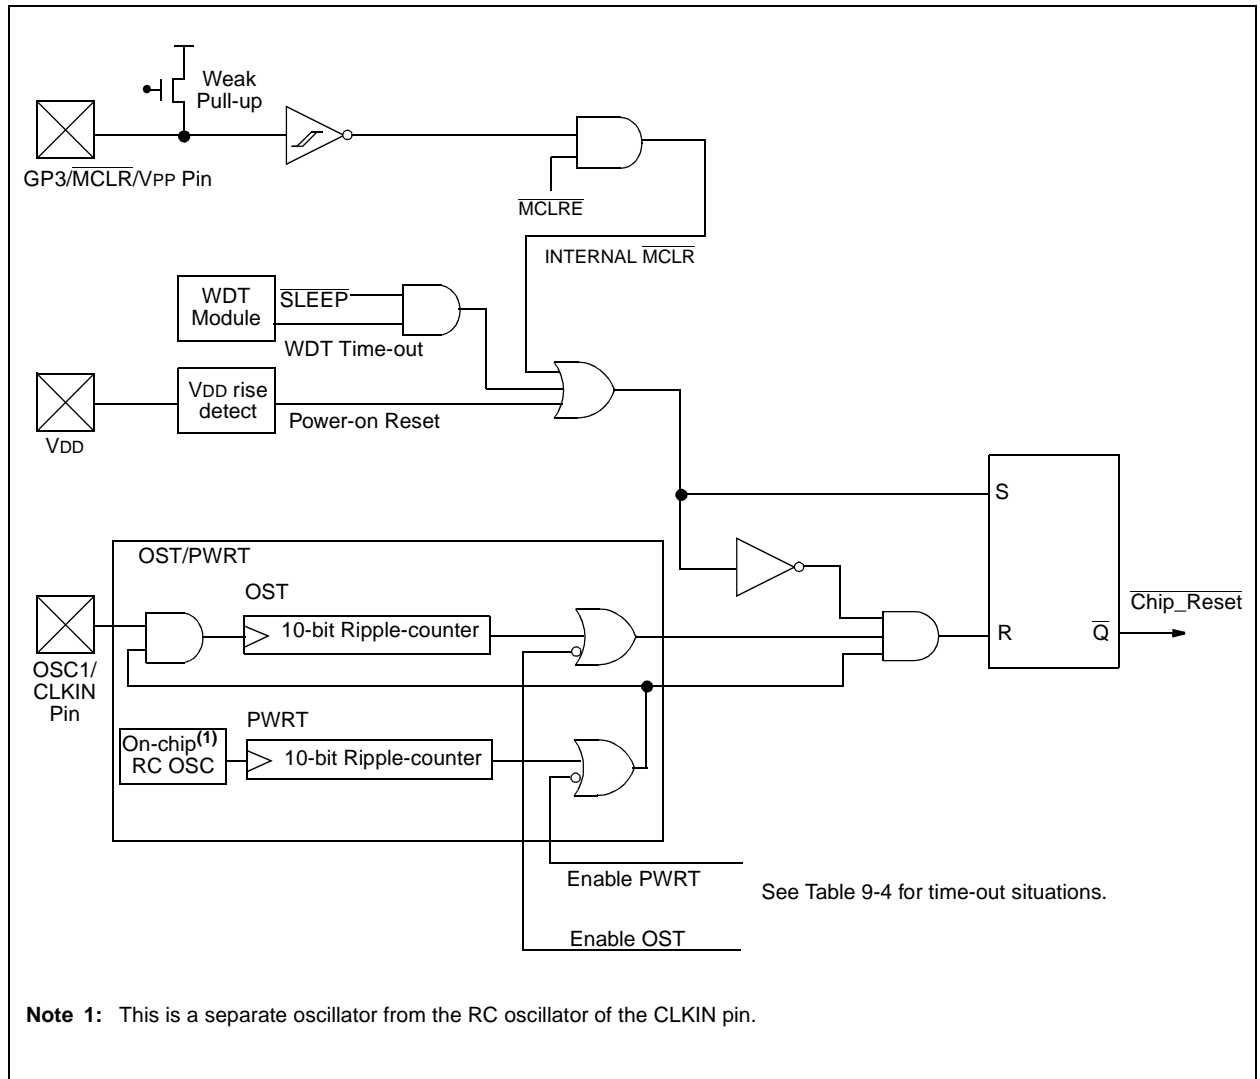 Weak
Pull-up
GP3/MCLR/VPP Pin
MCLRE
INTERNAL MCLR
WDT
Module
SLEEP
WDT Time-out
VDD rise
detect
Power-on Reset
VDD
S
OST/PWRT
OST
10-bit Ripple-counter
Chip_Reset
R
Q
OSC1/
CLKIN
Pin
PWRT
On-chip(1)
RC OSC
10-bit Ripple-counter
Enable PWRT
See Table 9-4 for time-out situations.
Enable OST
Note 1: This is a separate oscillator from the RC oscillator of the CLKIN pin.